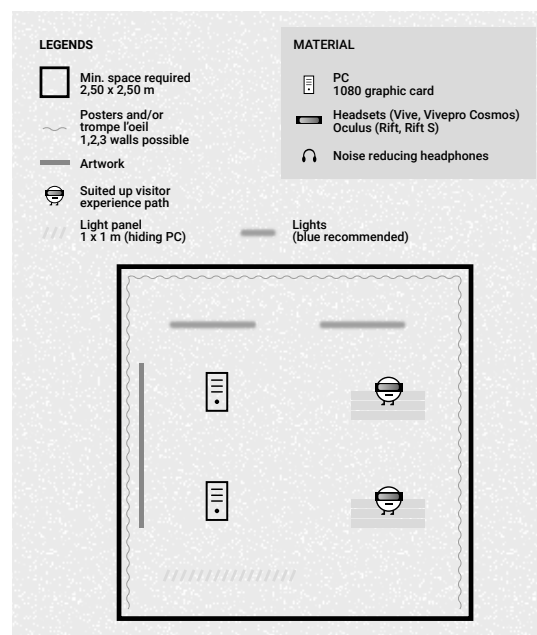 LEGENDS
Min. space required
2,50 x 2,50 m
Posters and/or
trompe l'oeil
1,2,3 walls possible
Artwork
Suited up visitor
experience path
Light panel
1 x 1 m (hiding PC)
Lights
(blue recommended)
MATERIAL
PC
1080 graphic card
Headsets (Vive, Vivepro Cosmos)
Oculus (Rift, Rift S)
Noise reducing headphones